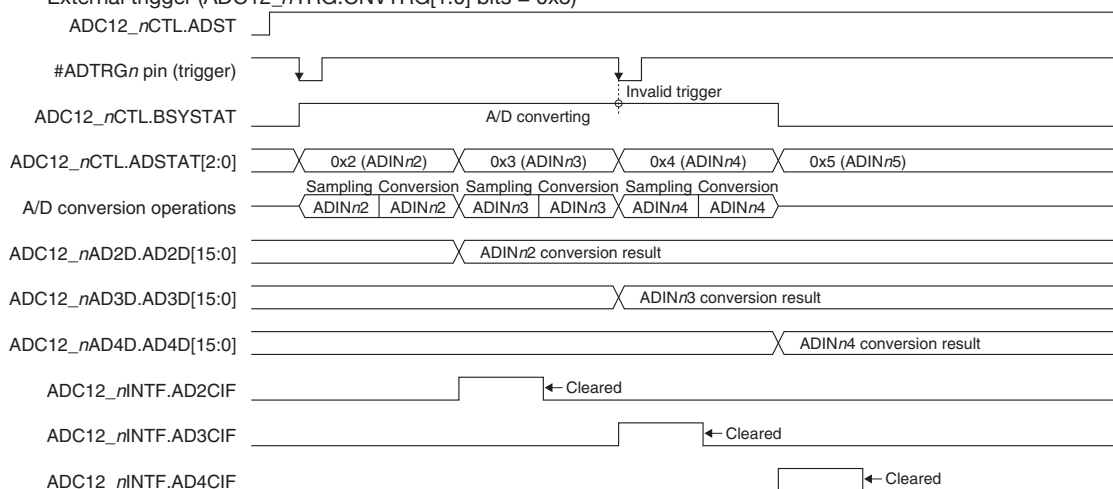 External trigger (ADC12_nTRG.CNVTRG[1:0] bits = 0x3)
ADC12_nCTL.ADST
#ADTRGn pin (trigger)
Invalid trigger
ADC12_nCTL.BSYSTAT
A/D converting
ADC12_nCTL.ADSTAT[2:0] 0x2 (ADINn2) 0x3 (ADINn3) 0x4 (ADINn4) 0x5 (ADINn5)
Sampling Conversion Sampling Conversion Sampling Conversion
A/D conversion operations ADINn2 ADINn2 ADINn3 ADINn3 ADINn4 ADINn4
ADC12_nAD2D.AD2D[15:0] ADINn2 conversion result
ADC12_nAD3D.AD3D[15:0] ADINn3 conversion result
ADC12_nAD4D.AD4D[15:0] ADINn4 conversion result
ADC12_nINTF.AD2CIF Cleared
ADC12_nINTF.AD3CIF Cleared
ADC12_nINTF.AD4CIF Cleared